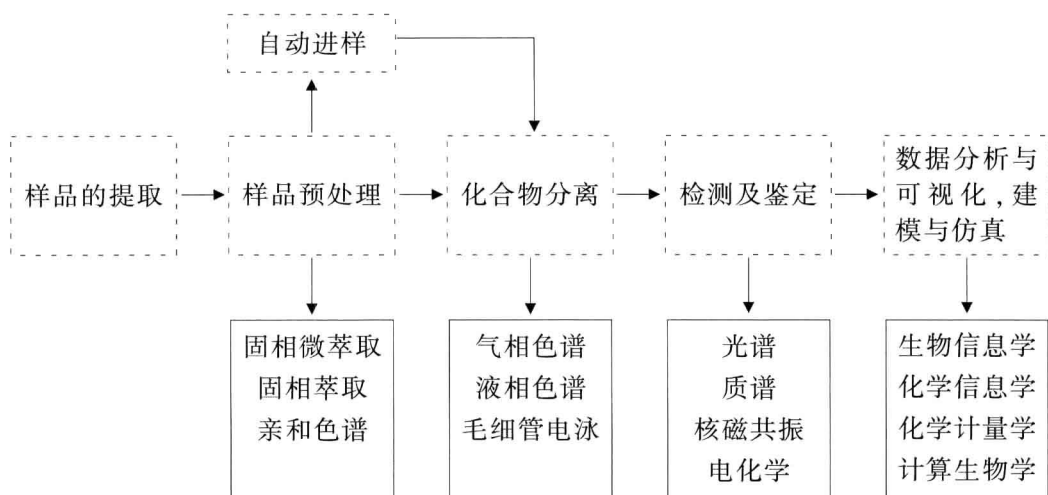 自动进样
样品的提取
样品预处理
化合物分离
检测及鉴定
数据分析与
可视化,建
模与仿真
固相微萃取
固相萃取
亲和色谱
气相色谱
液相色谱
毛细管电泳
光谱
质谱
核磁共振
电化学
生物信息学
化学信息学
化学计量学
计算生物学